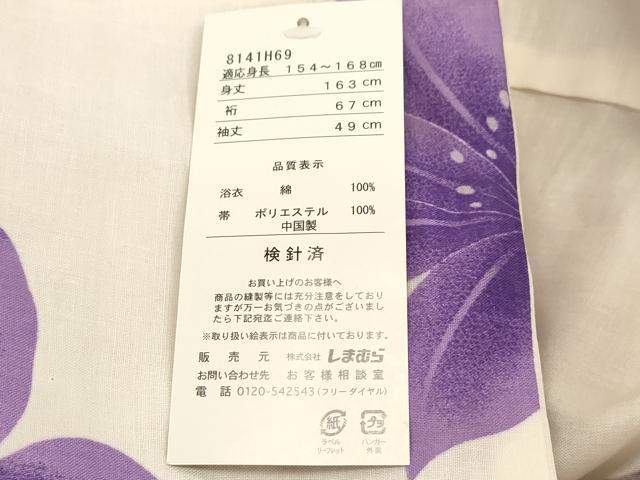 8141H69
適応身長 154～168cm
身丈 163cm
裄 67cm
袖丈 49cm
品質表示
浴衣 綿 100%
帯 ポリエステル 100%
中国製
検針済
お買い上げのお客様へ
商品の縫製等には充分注意をしており
ますが万一お気づきの点がございまし
たら下記宛迄ご連絡下さい。
※取り扱い絵表示は商品に付いております。
販売元 株式会社 しまむら
お問い合わせ先 お客様相談室
電話 0120-542543(フリーダイヤル)
紙 プラ
ラベル ハンガー
リーフレット 外装